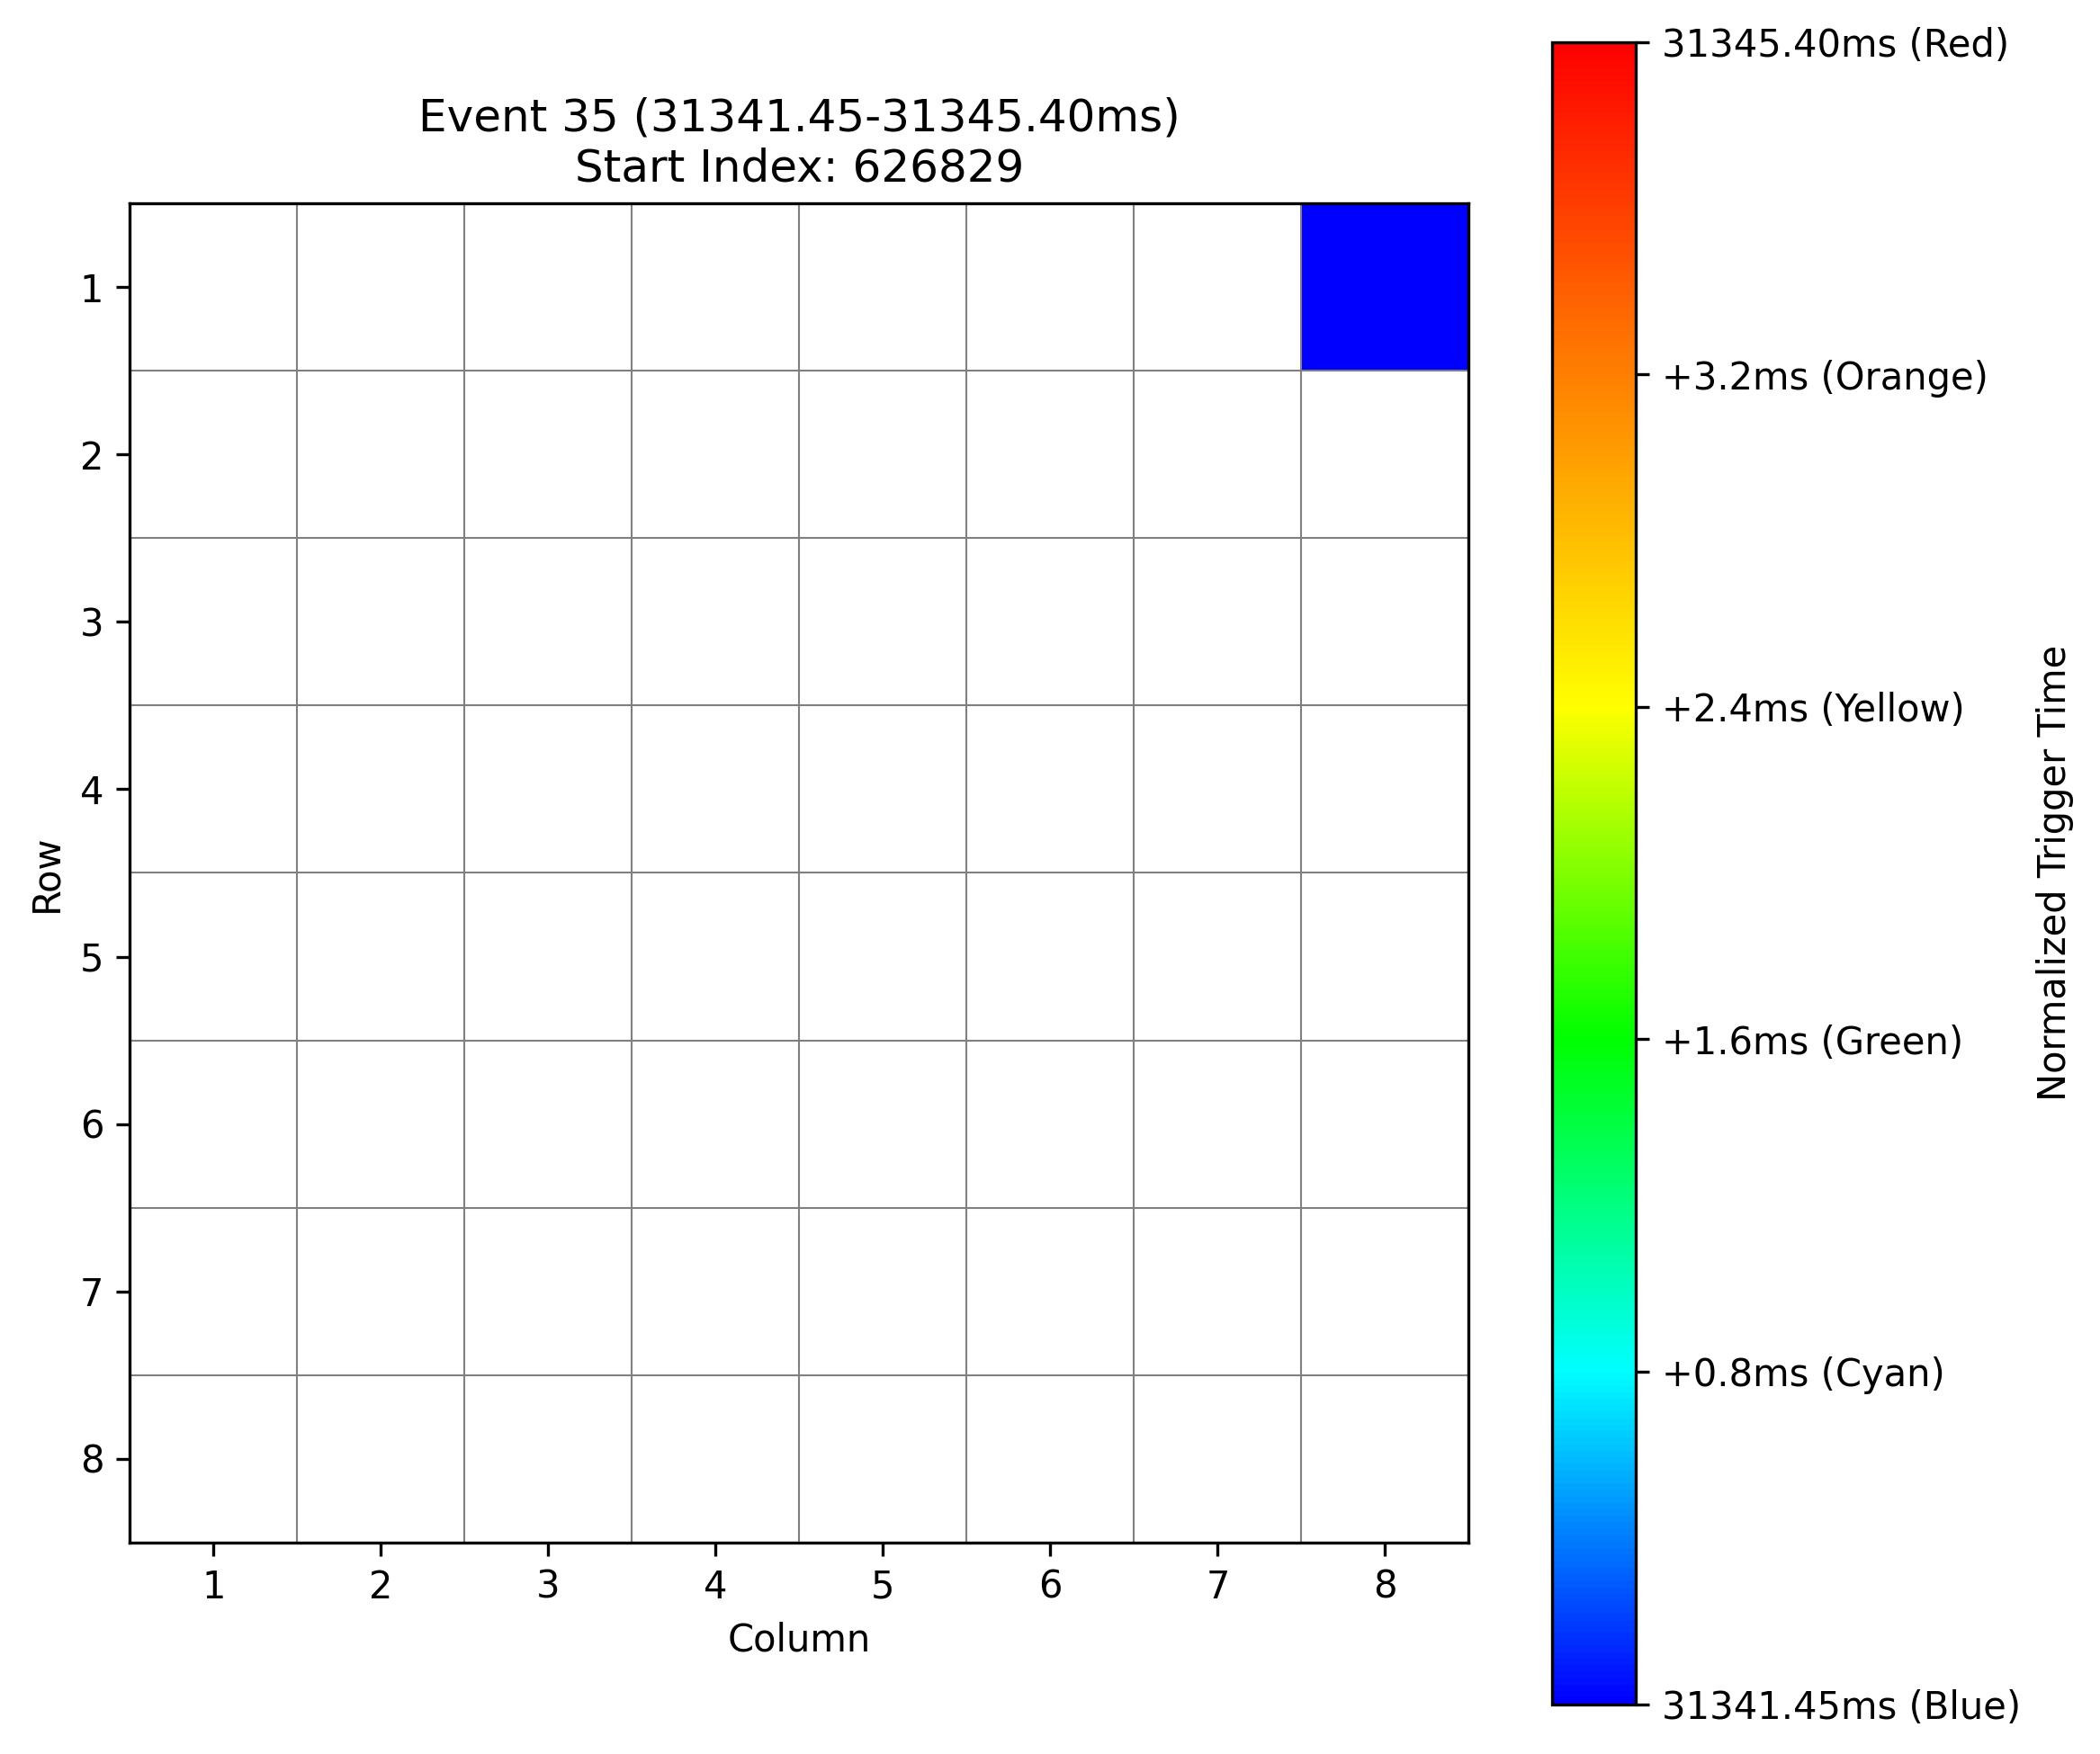 Event 35 (31341.45-31345.40ms)
Start Index: 626829
Row
1
2
3
4
5
6
7
8
1 2 3 4 5 6 7 8
Column
31345.40ms (Red)
+3.2ms (Orange)
+2.4ms (Yellow)
+1.6ms (Green)
+0.8ms (Cyan)
31341.45ms (Blue)
Normalized Trigger Time